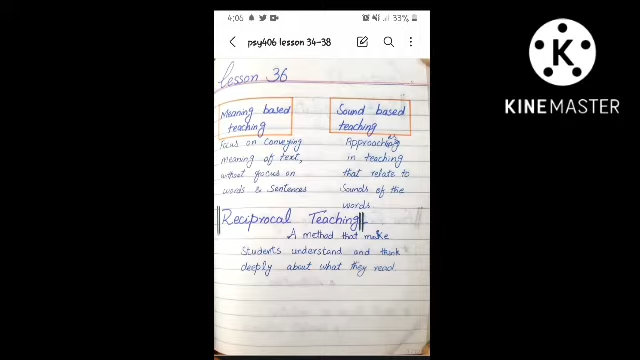 4:05
33%
psy406 lesson 34-38
KINEMASTER
lesson 36
Meaning based
teaching
Focus on conveying
meaning of text,
without focus on
words & sentences
Sound based
teaching
Approaching es
in teaching
that relate to
sounds of the
words
Reciprocal Teaching
A method that make
students understand and think
deeply about what they read.